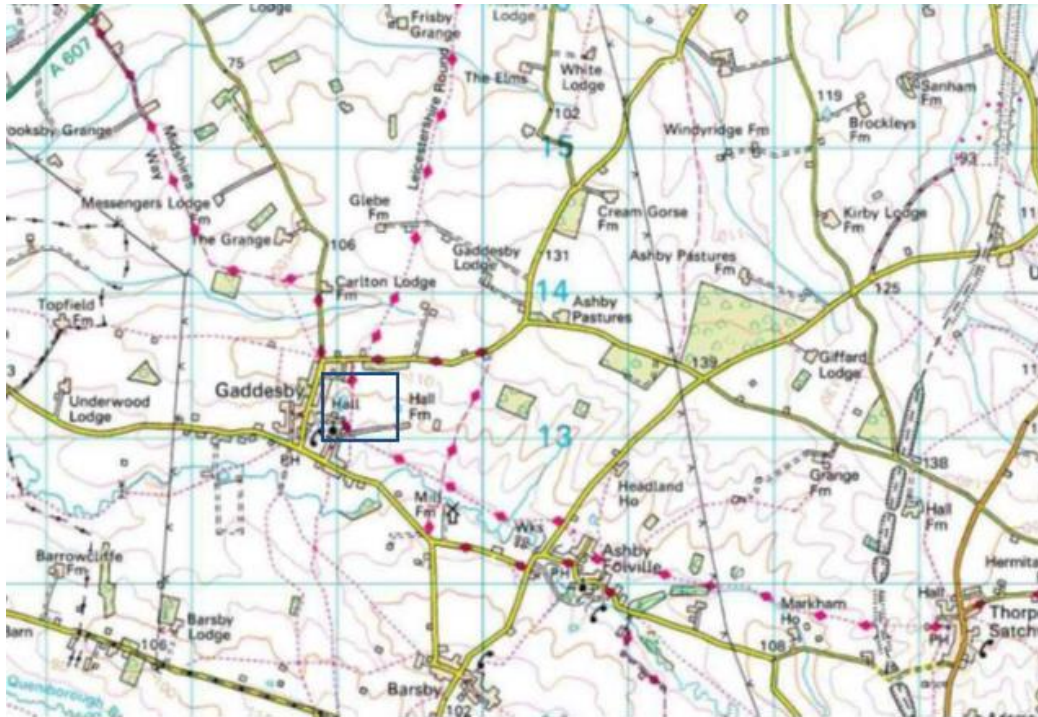 Lodge
Frisby
Grange
Lodge
A 607
75
The Elms
White
Lodge
119
Sanham
Fm
102
Brockleys
Fm
ooksby Grange
Midshires
Way
Leicestershire Round
15
Windyridge Fm
93
Messengers Lodge
Fm
Glebe
Fm
Cream Gorse
Fm
Kirby Lodge
Fm
The Grange
106
Gaddesby
Lodge
131
Ashby Pastures
Fm
Carlton Lodge
Fm
14
Ashby
Pastures
125
Topfield
Fm
139
Giffard
Lodge
Gaddesby
Underwood
Lodge
Hall
Hall
Fm
13
PH
138
Grange
Fm
Headland
Ho
Mill
Fm
Hall
Fm
Wks
Barrowcliffe
Fm
Ashby
Folville
PH
Hermita
Hall
Markham
Ho
Thorp
Satch
PH
Barsby
Lodge
Barn
106
108
Barsby
102
Queniborough B